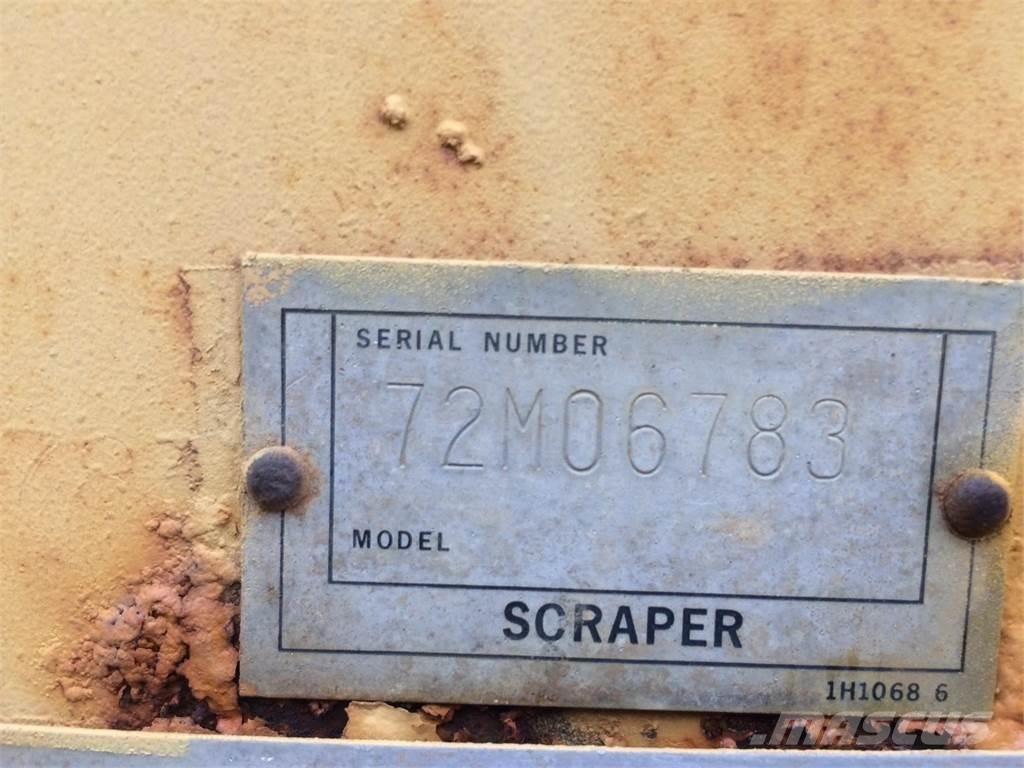 SERIAL NUMBER
72M06783
MODEL
SCRAPER
1H1068 6
MASCUS